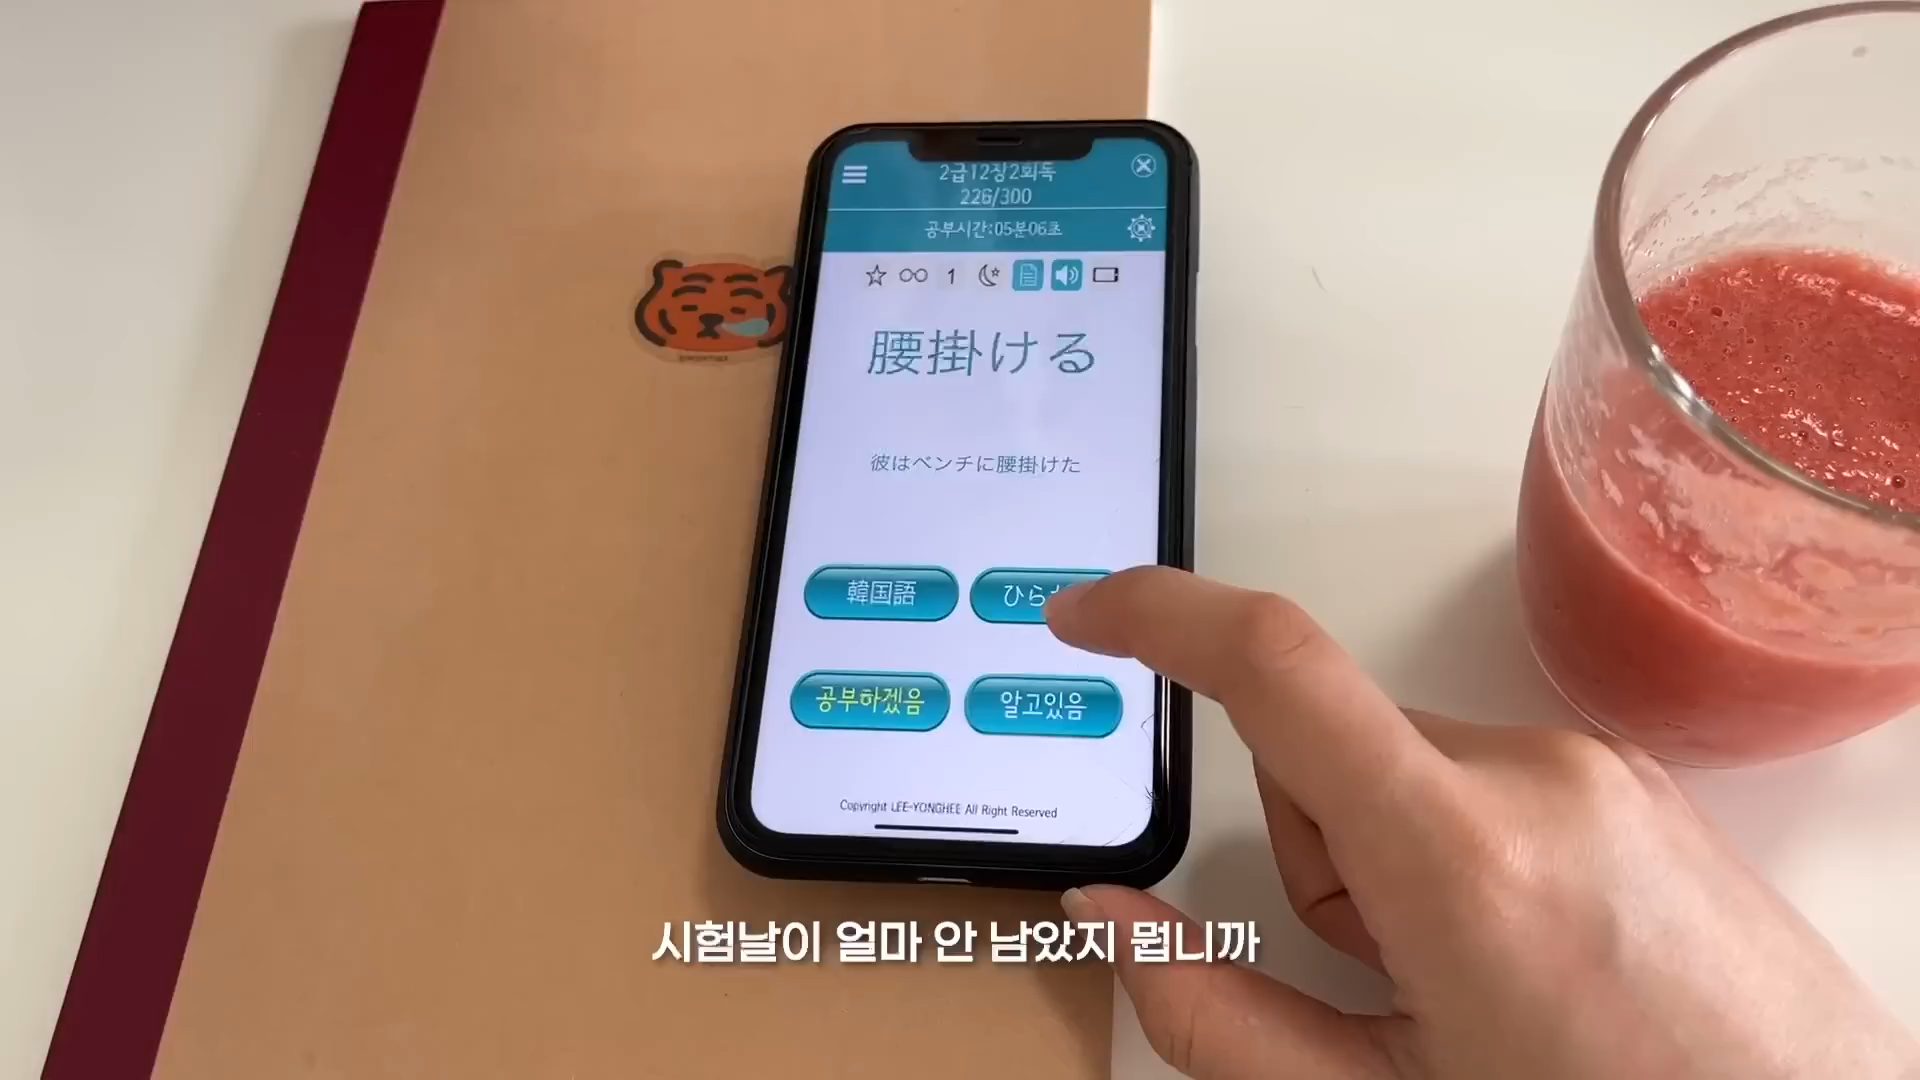 2급12장2회독
226/300
공부시간:05분06초
1
腰掛ける
彼はベンチに腰掛けた
韓国語
ひら
공부하겠음
알고있음
Copyright LEE-YONGHEE All Right Reserved
시험날이 얼마 안 남았지 뭡니까